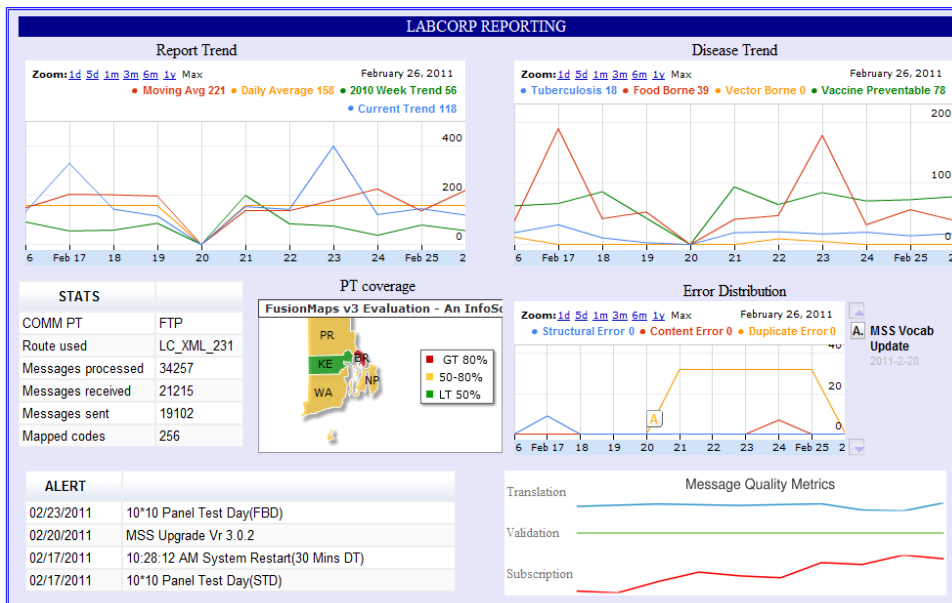 LABCORP REPORTING
Report Trend
Zoom: 1d 5d 1m 3m 6m 1y Max February 26, 2011
Moving Avg 221 Daily Average 158 2010 Week Trend 56
Current Trend 118
400
200
0
6 Feb 17 18 19 20 21 22 23 24 Feb 25 2
Disease Trend
Zoom: 1d 5d 1m 3m 6m 1y Max February 26, 2011
Tuberculosis 18 Food Borne 39 Vector Borne 0 Vaccine Preventable 78
200
100
0
6 Feb 17 18 19 20 21 22 23 24 Feb 25 2
STATS
COMM PT FTP
Route used LC_XML_231
Messages processed 34257
Messages received 21215
Messages sent 19102
Mapped codes 256
PT coverage
FusionMaps v3 Evaluation - An InfoSo
PR
KE
BR
WA
NP
GT 80%
50-80%
LT 50%
Error Distribution
Zoom: 1d 5d 1m 3m 6m 1y Max February 26, 2011
Structural Error 0 Content Error 0 Duplicate Error 0
40
20
0
A
6 Feb 17 18 19 20 21 22 23 24 Feb 25 2
A. MSS Vocab
Update
2011-2-20
ALERT
02/23/2011 10*10 Panel Test Day(FBD)
02/20/2011 MSS Upgrade Vr 3.0.2
02/17/2011 10:28:12 AM System Restart(30 Mins DT)
02/17/2011 10*10 Panel Test Day(STD)
Message Quality Metrics
Translation
Validation
Subscription